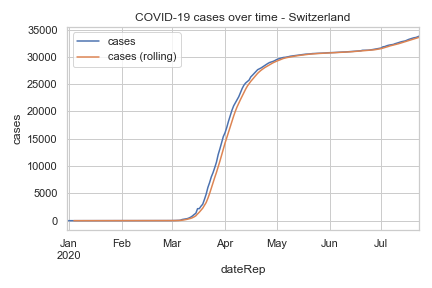 COVID-19 cases over time - Switzerland
cases
cases (rolling)
35000
30000
25000
20000
15000
10000
5000
0
cases
Jan Feb Mar Apr May Jun Jul
2020
dateRep